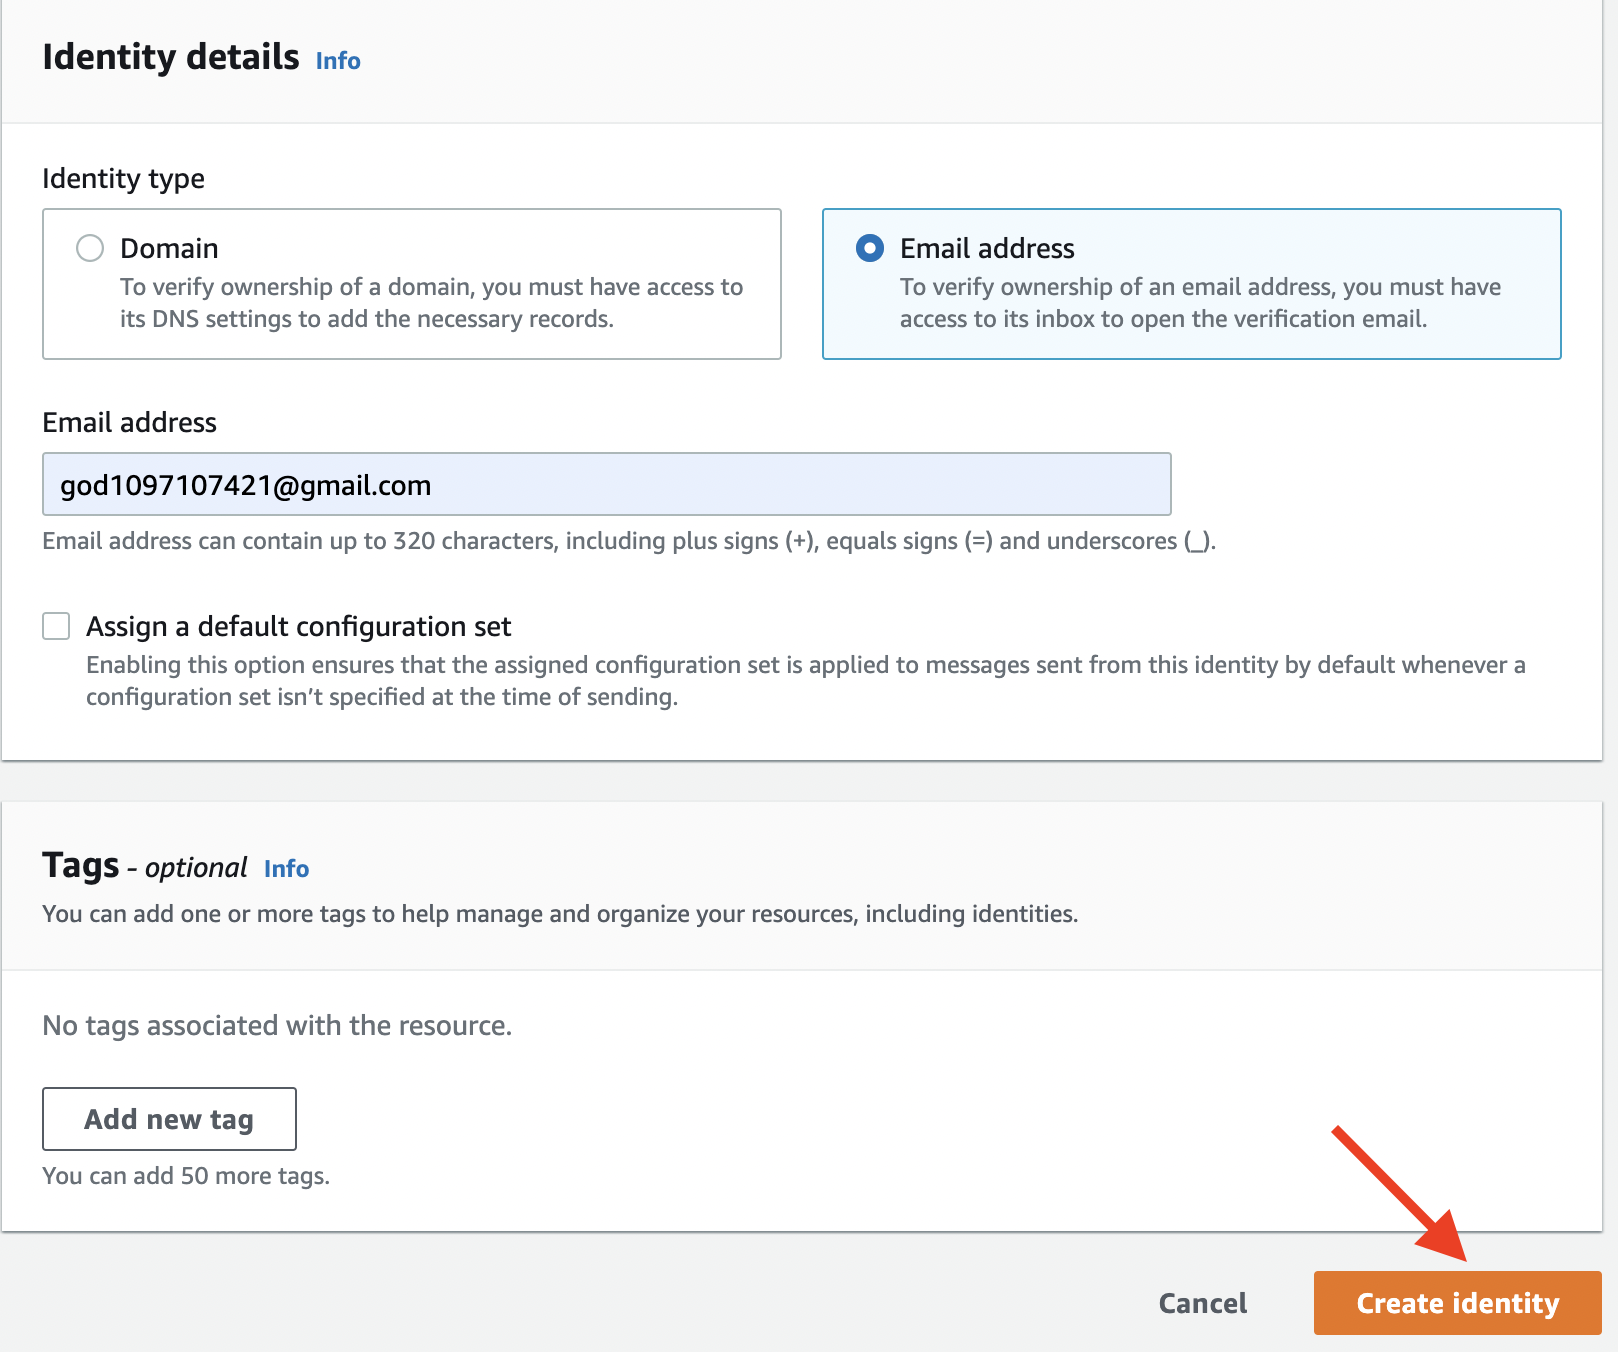 Identity details Info
Identity type
Domain
To verify ownership of a domain, you must have access to
its DNS settings to add the necessary records.
Email address
To verify ownership of an email address, you must have
access to its inbox to open the verification email.
Email address
god1097107421@gmail.com
Email address can contain up to 320 characters, including plus signs (+), equals signs (=) and underscores (_).
Assign a default configuration set
Enabling this option ensures that the assigned configuration set is applied to messages sent from this identity by default whenever a
configuration set isn’t specified at the time of sending.
Tags - optional Info
You can add one or more tags to help manage and organize your resources, including identities.
No tags associated with the resource.
Add new tag
You can add 50 more tags.
Cancel
Create identity